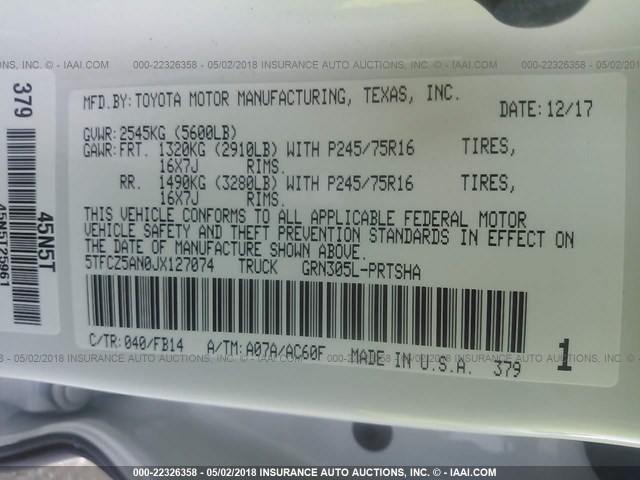 000-22326358 - 05/02/2018 INSURANCE AUTO AUCTIONS, INC. - IAAI.COM
379
45N5T
45N5T25961
MFD.BY:TOYOTA MOTOR MANUFACTURING, TEXAS, INC.
DATE:12/17
GVWR:2545KG (5600LB)
GAWR:FRT. 1320KG (2910LB) WITH P245/75R16 TIRES,
16X7J RIMS.
RR. 1490KG (3280LB) WITH P245/75R16 TIRES,
16X7J RIMS.
THIS VEHICLE CONFORMS TO ALL APPLICABLE FEDERAL MOTOR
VEHICLE SAFETY AND THEFT PREVENTION STANDARDS IN EFFECT ON
THE DATE OF MANUFACTURE SHOWN ABOVE.
5TFCZ5AN0JX127074 TRUCK GRN305L-PRTSHA
C/TR:040/FB14 A/TM:A07A/AC60F MADE IN U.S.A. 379
1
000-22326358 - 05/02/2018 INSURANCE AUTO AUCTIONS, INC. - IAAI.COM
000-22326358 - 05/02/2018 INSURANCE AUTO AUCTIONS, INC. - IAAI.COM